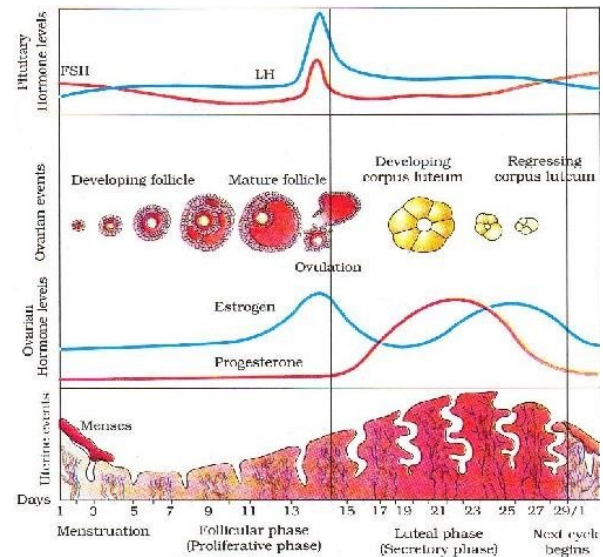 Pituitary
Hormone levels
FSH
LH
Ovarian events
Developing follicle
Mature follicle
Ovulation
Developing
corpus luteum
Regressing
corpus luteum
Ovarian
Hormone levels
Estrogen
Progesterone
Uterine events
Menses
Days
1 3 5 7 9 11 13 15 17 19 21 23 25 27 29/1
Menstruation
Follicular phase
(Proliferative phase)
Luteal phase
(Secretory phase)
Next cycle
begins